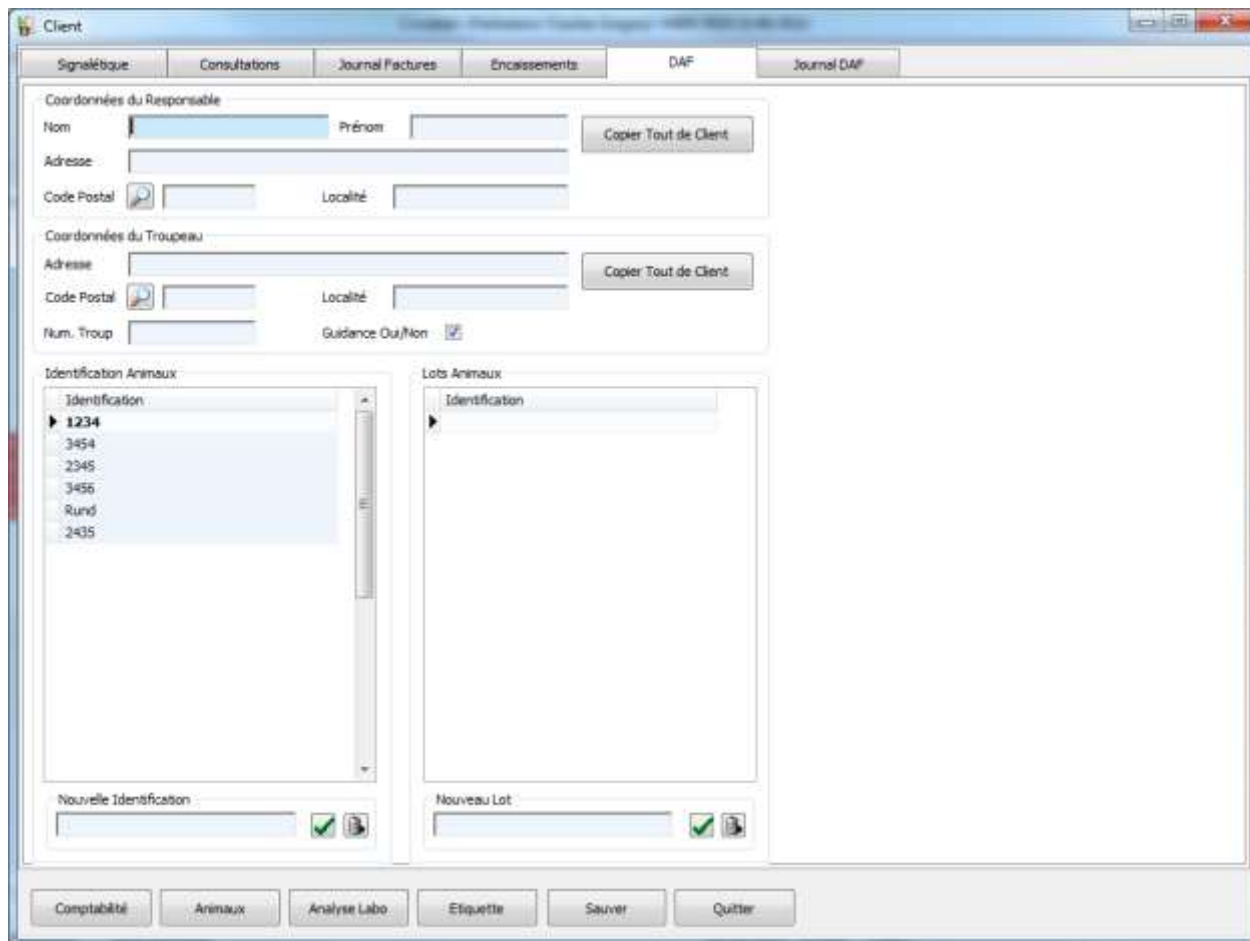 Client
Signalétique Consultations Journal Factures Encaissements DAF Journal DAF
Coordonnées du Responsable
Nom Prénom Copier Tout de Client
Adresse
Code Postal Localité
Coordonnées du Troupeau
Adresse Copier Tout de Client
Code Postal Localité
Num. Troup Guidance Oui/Non
Identification Animaux Lots Animaux
Identification Identification
1234
3454
2345
3456
Rund
2435
Nouvelle Identification Nouveau Lot
Comptabilité Animaux Analyse Labo Etiquette Sauver Quitter